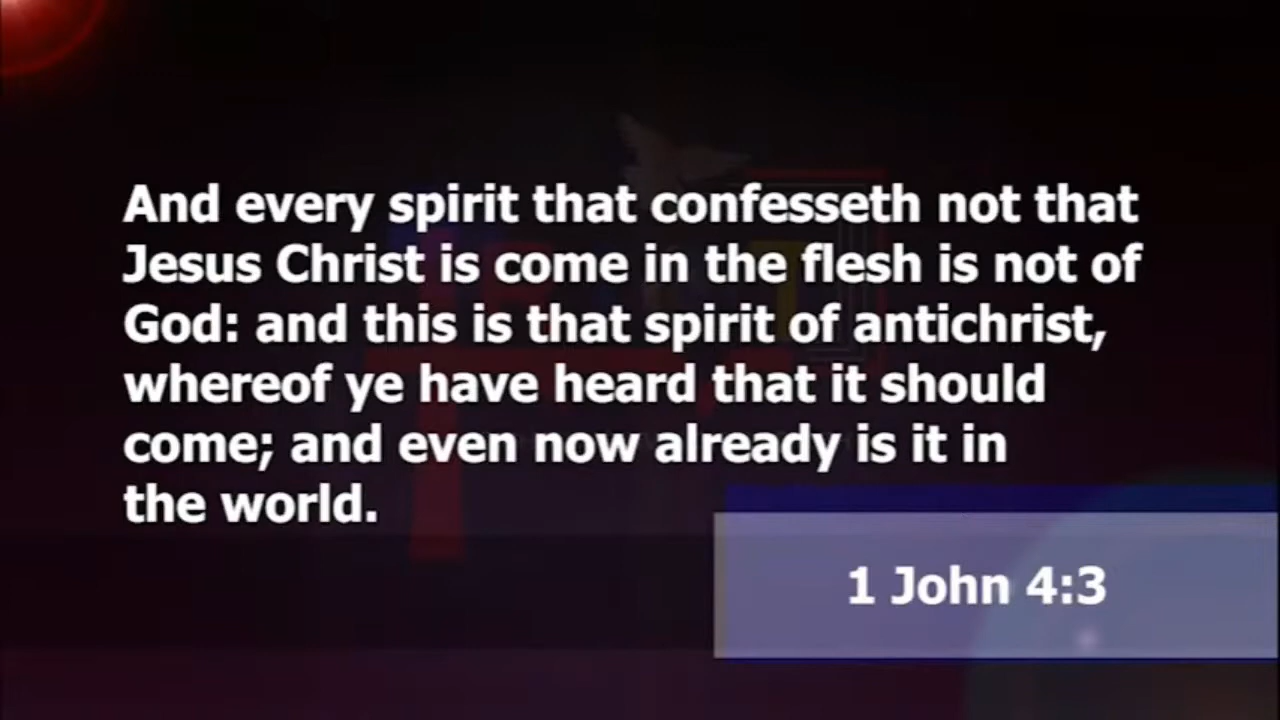 And every spirit that confesseth not that
Jesus Christ is come in the flesh is not of
God: and this is that spirit of antichrist,
whereof ye have heard that it should
come; and even now already is it in
the world.
1 John 4:3